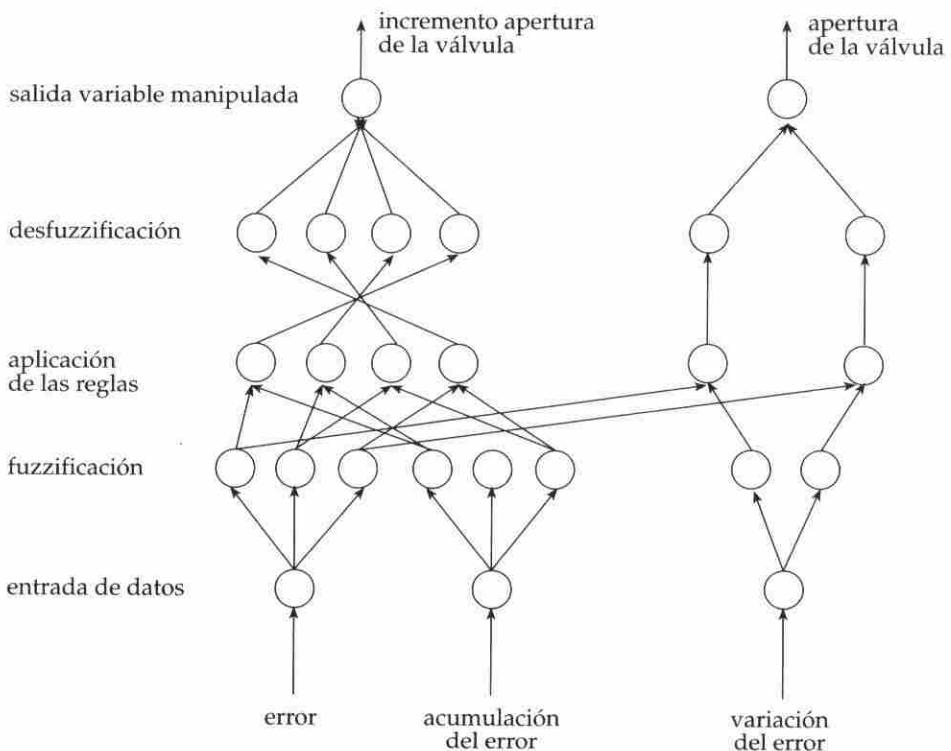 incremento apertura
de la válvula
apertura
de la válvula
salida variable manipulada
desfuzzificación
aplicación
de las reglas
fuzzificación
entrada de datos
error
acumulación
del error
variación
del error